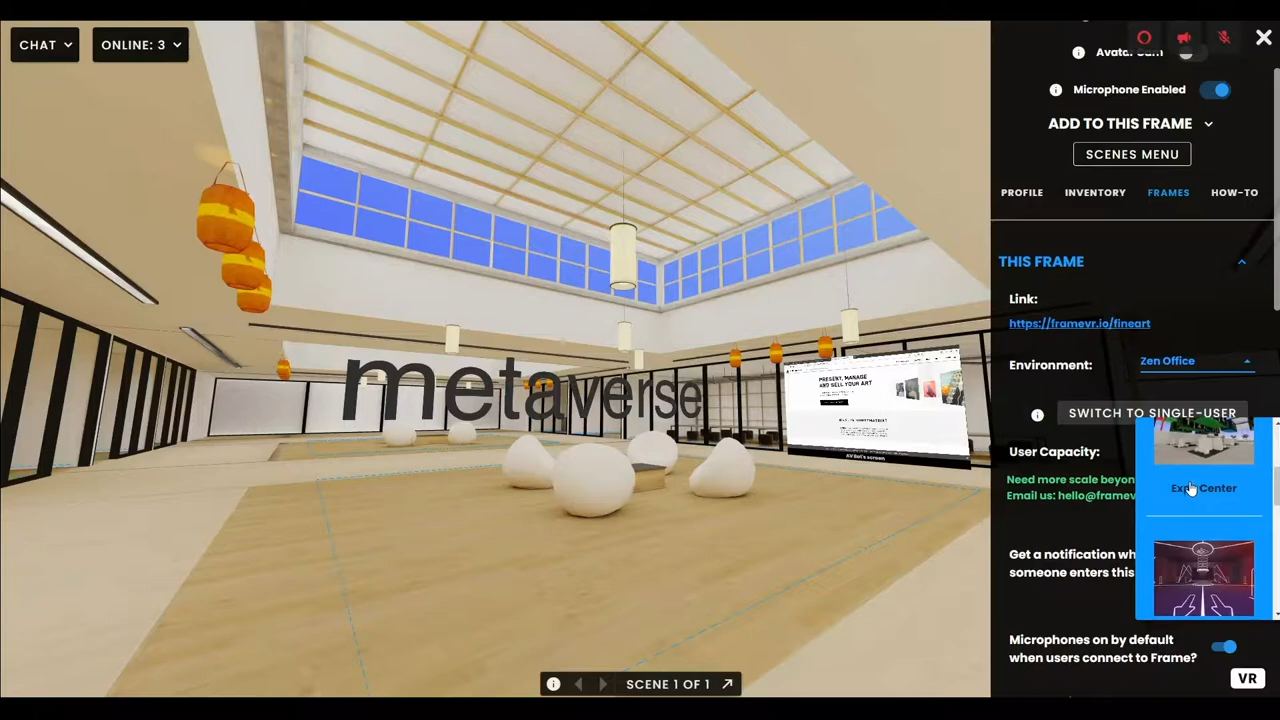 CHAT
ONLINE: 3
Microphone Enabled
ADD TO THIS FRAME
SCENES MENU
PROFILE INVENTORY FRAMES HOW-TO
THIS FRAME
Link:
https://framevr.io/fineart
Environment: Zen Office
SWITCH TO SINGLE-USER
User Capacity:
Need more scale beyon
Email us: hello@framev
Center
Get a notification wh
someone enters this
Microphones on by default
when users connect to Frame?
VR
metaverse
PRESENT, MANAGE
AND SELL YOUR ART
screen
SCENE 1 OF 1